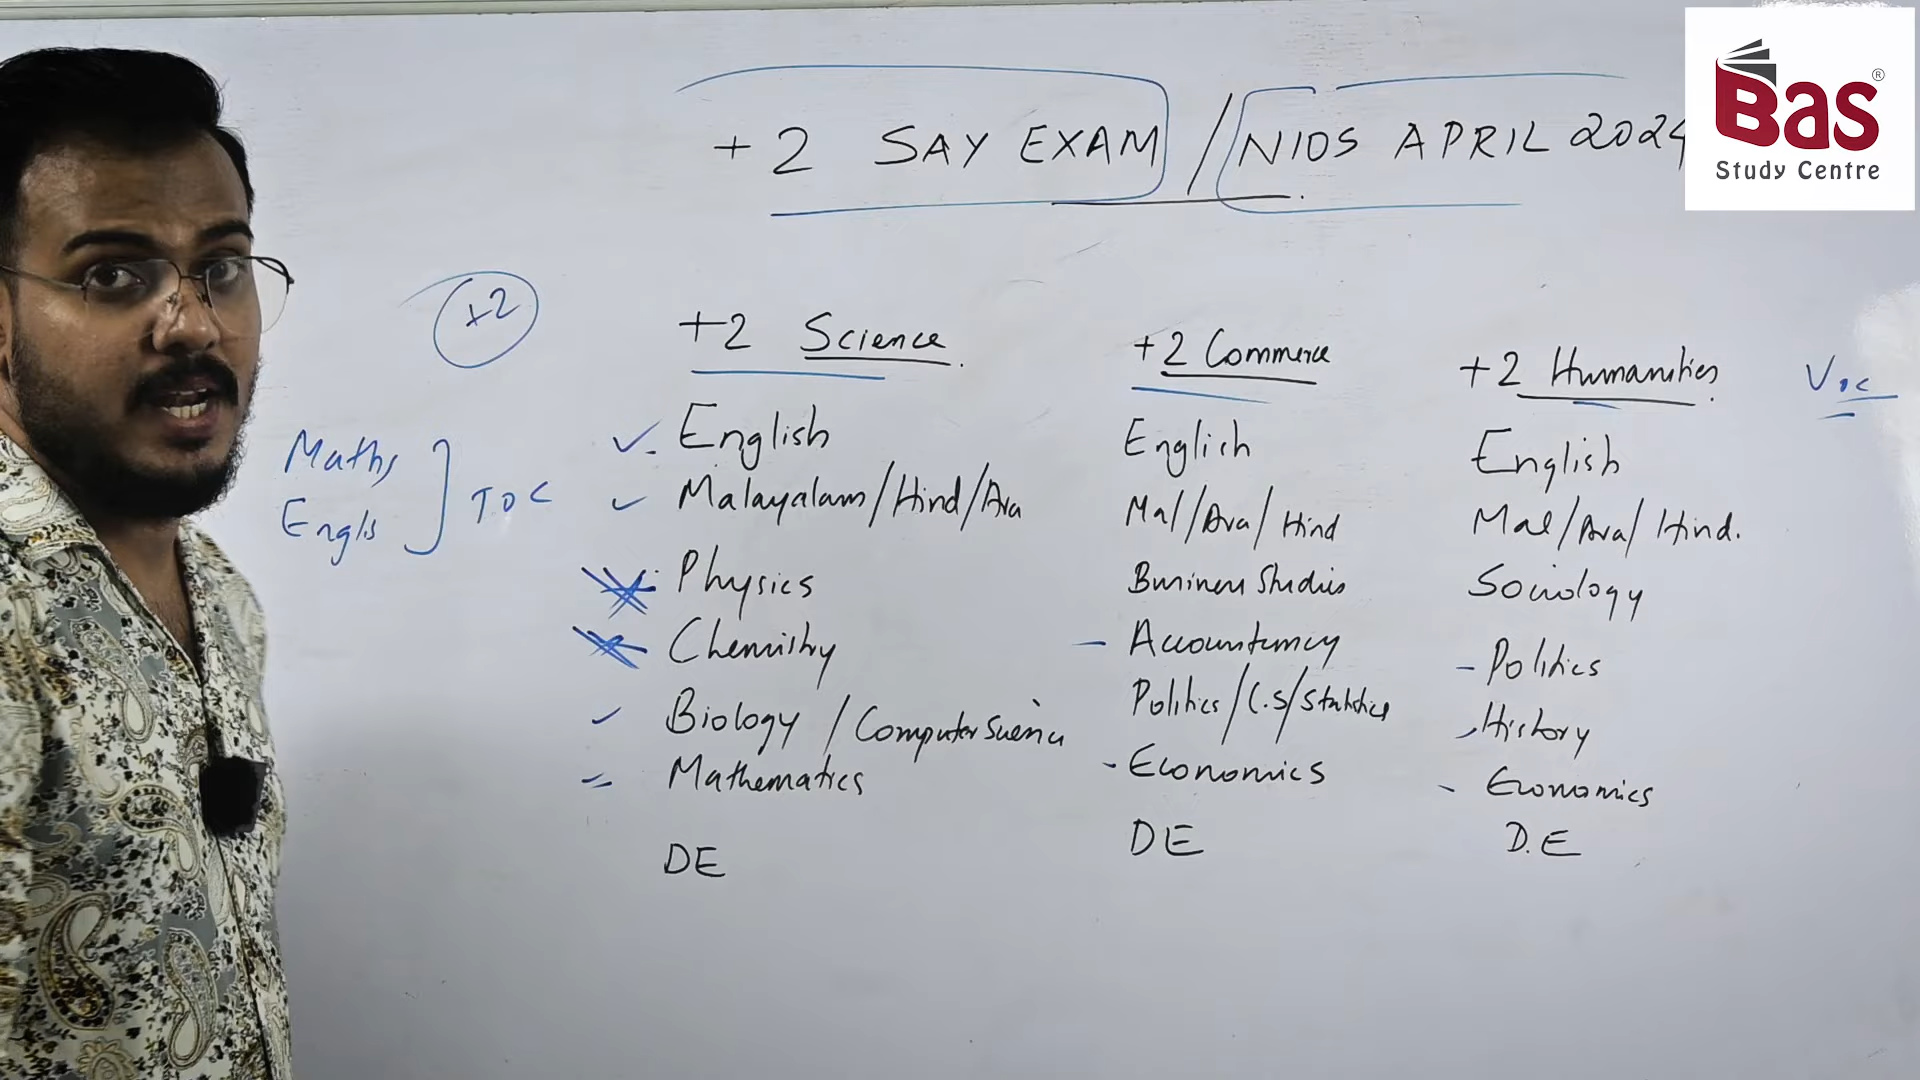 +2 SAY EXAM / NIOS APRIL 2024
Bas®
Study Centre
+2
Maths
Engls
TOC
+2 Science.
English
Malayalam/Hind/Ara
Physics
Chemistry
Biology / Computer Science
Mathematics
DE
+2 Commerce
English
Mal/Ara/Hind
Business Studies
Accountancy
Politics/C.S/Statistics
Economics
DE
+2 Humanities.
English
Mal/Ara/Hind.
Sociology
Politics
History
Economics
D.E
Voc